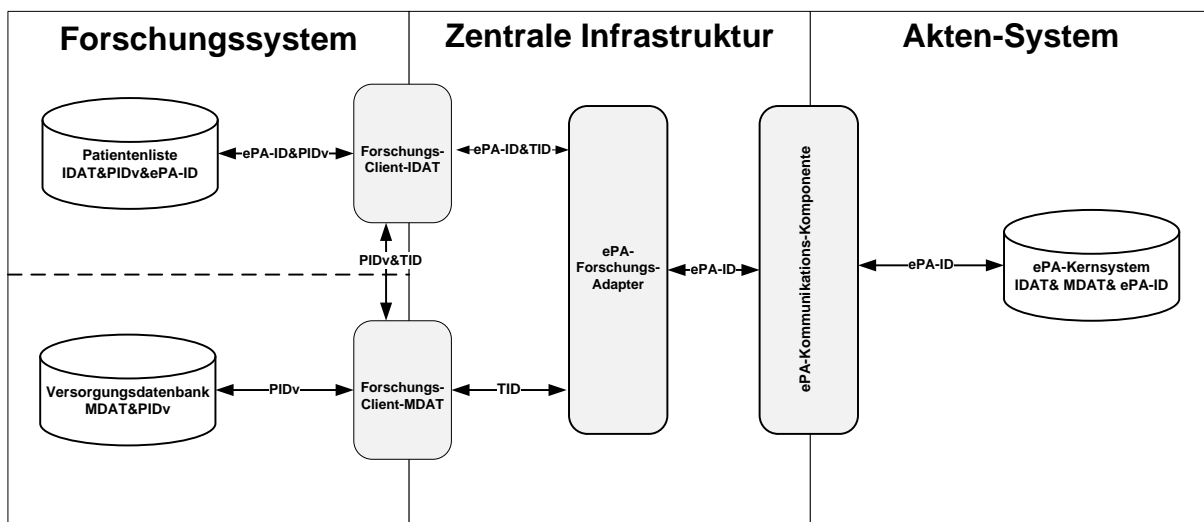 Forschungssystem
Zentrale Infrastruktur
Akten-System
Patientenliste
IDAT&PIDv&ePA-ID
ePA-ID&PIDv
Forschungs-
Client-IDAT
ePA-ID&TID
PIDv&TID
ePA-
Forschungs-
Adapter
ePA-ID
ePA-Kommunikations-Komponente
ePA-ID
ePA-Kernsystem
IDAT& MDAT& ePA-ID
Versorgungsdatenbank
MDAT&PIDv
PIDv
Forschungs-
Client-MDAT
TID